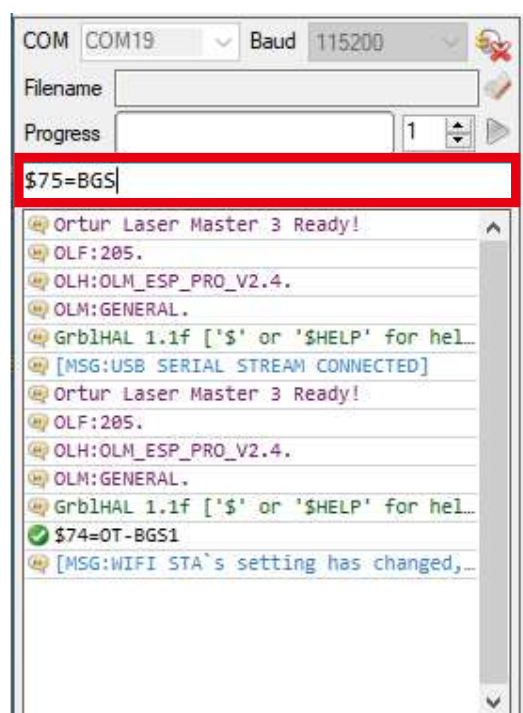 COM COM19 Baud 115200
Filename
Progress 1
$75=BGS
Ortur Laser Master 3 Ready!
OLF:205.
OLH:OLM_ESP_PRO_V2.4.
OLM:GENERAL.
GrblHAL 1.1f ['$' or '$HELP' for hel…
[MSG:USB SERIAL STREAM CONNECTED]
Ortur Laser Master 3 Ready!
OLF:205.
OLH:OLM_ESP_PRO_V2.4.
OLM:GENERAL.
GrblHAL 1.1f ['$' or '$HELP' for hel…
$74=OT-BGS1
[MSG:WIFI STA`s setting has changed,…